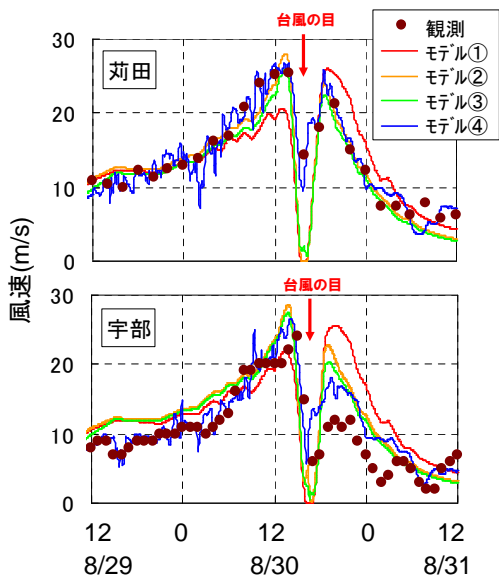 観測
モデル①
モデル②
モデル③
モデル④
台風の目
苅田
30
20
10
0
風速(m/s)
台風の目
宇部
30
20
10
0
12 0 12 0 12
8/29 8/30 8/31